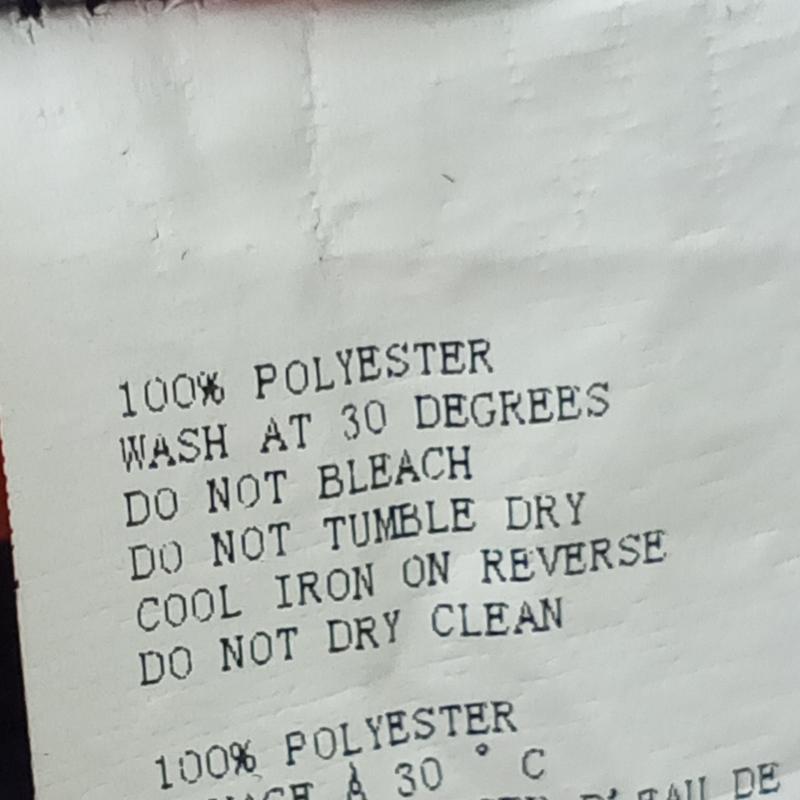 100% POLYESTER
WASH AT 30 DEGREES
DO NOT BLEACH
DO NOT TUMBLE DRY
COOL IRON ON REVERSE
DO NOT DRY CLEAN
100% POLYESTER
À 30 ° C
DE